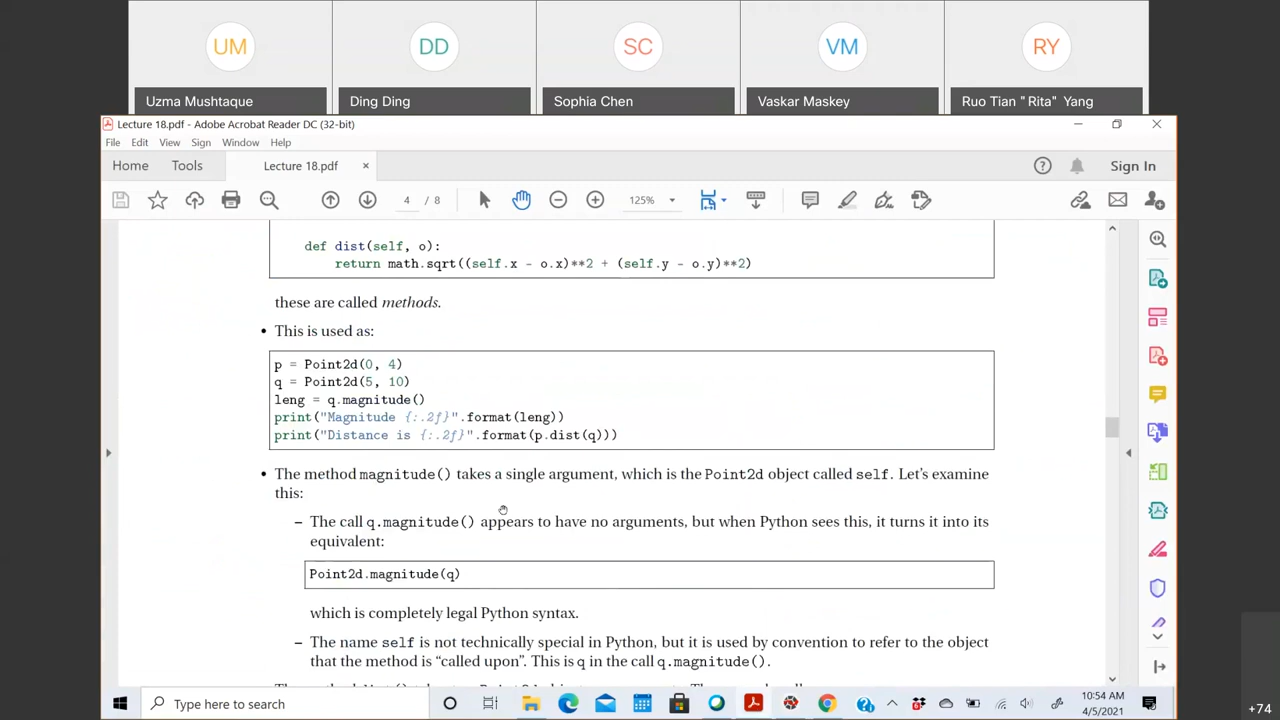 UM
DD
SC
VM
RY
Uzma Mushtaque
Ding Ding
Sophia Chen
Vaskar Maskey
Ruo Tian "Rita" Yang
Lecture 18.pdf - Adobe Acrobat Reader DC (32-bit)
File Edit View Sign Window Help
Home Tools Lecture 18.pdf × Sign In
4 / 8 125%
def dist(self, o):
return math.sqrt((self.x - o.x)**2 + (self.y - o.y)**2)
these are called methods.
• This is used as:
p = Point2d(0, 4)
q = Point2d(5, 10)
leng = q.magnitude()
print("Magnitude {:.2f}".format(leng))
print("Distance is {:.2f}".format(p.dist(q)))
• The method magnitude() takes a single argument, which is the Point2d object called self. Let's examine
this:
– The call q.magnitude() appears to have no arguments, but when Python sees this, it turns it into its
equivalent:
Point2d.magnitude(q)
which is completely legal Python syntax.
– The name self is not technically special in Python, but it is used by convention to refer to the object
that the method is “called upon”. This is q in the call q.magnitude().
Type here to search
10:54 AM
4/5/2021
+74